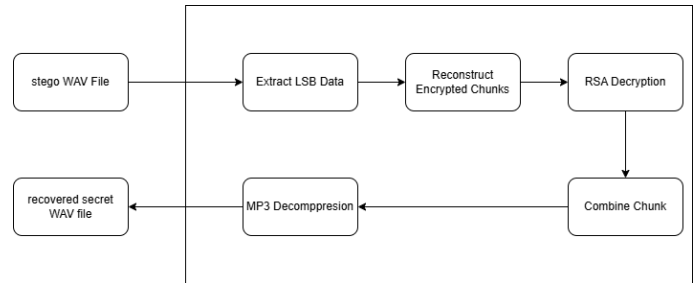 stego WAV File
Extract LSB Data
Reconstruct
Encrypted Chunks
RSA Decryption
recovered secret
WAV file
MP3 Decomppresion
Combine Chunk